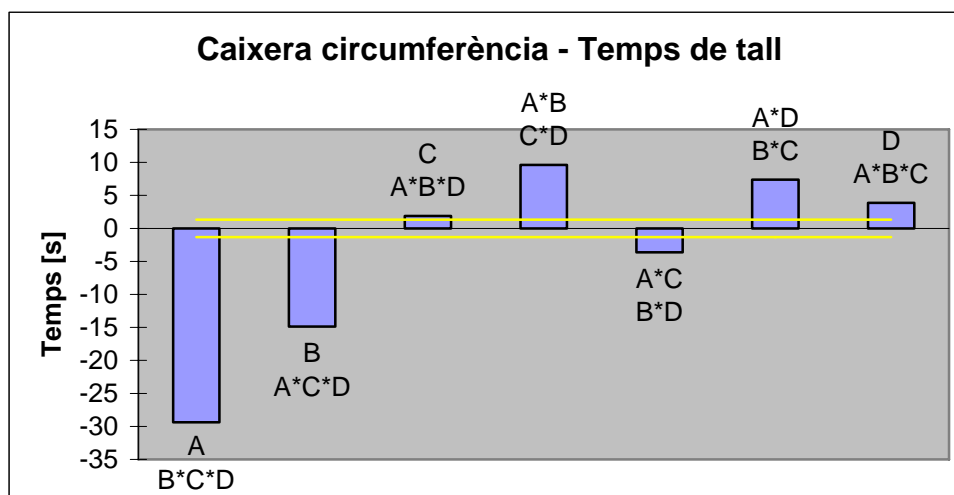 Caixera circumferència - Temps de tall
Temps [s]
15
10
5
0
-5
-10
-15
-20
-25
-30
-35
A
B*C*D
B
A*C*D
C
A*B*D
A*B
C*D
A*C
B*D
A*D
B*C
D
A*B*C